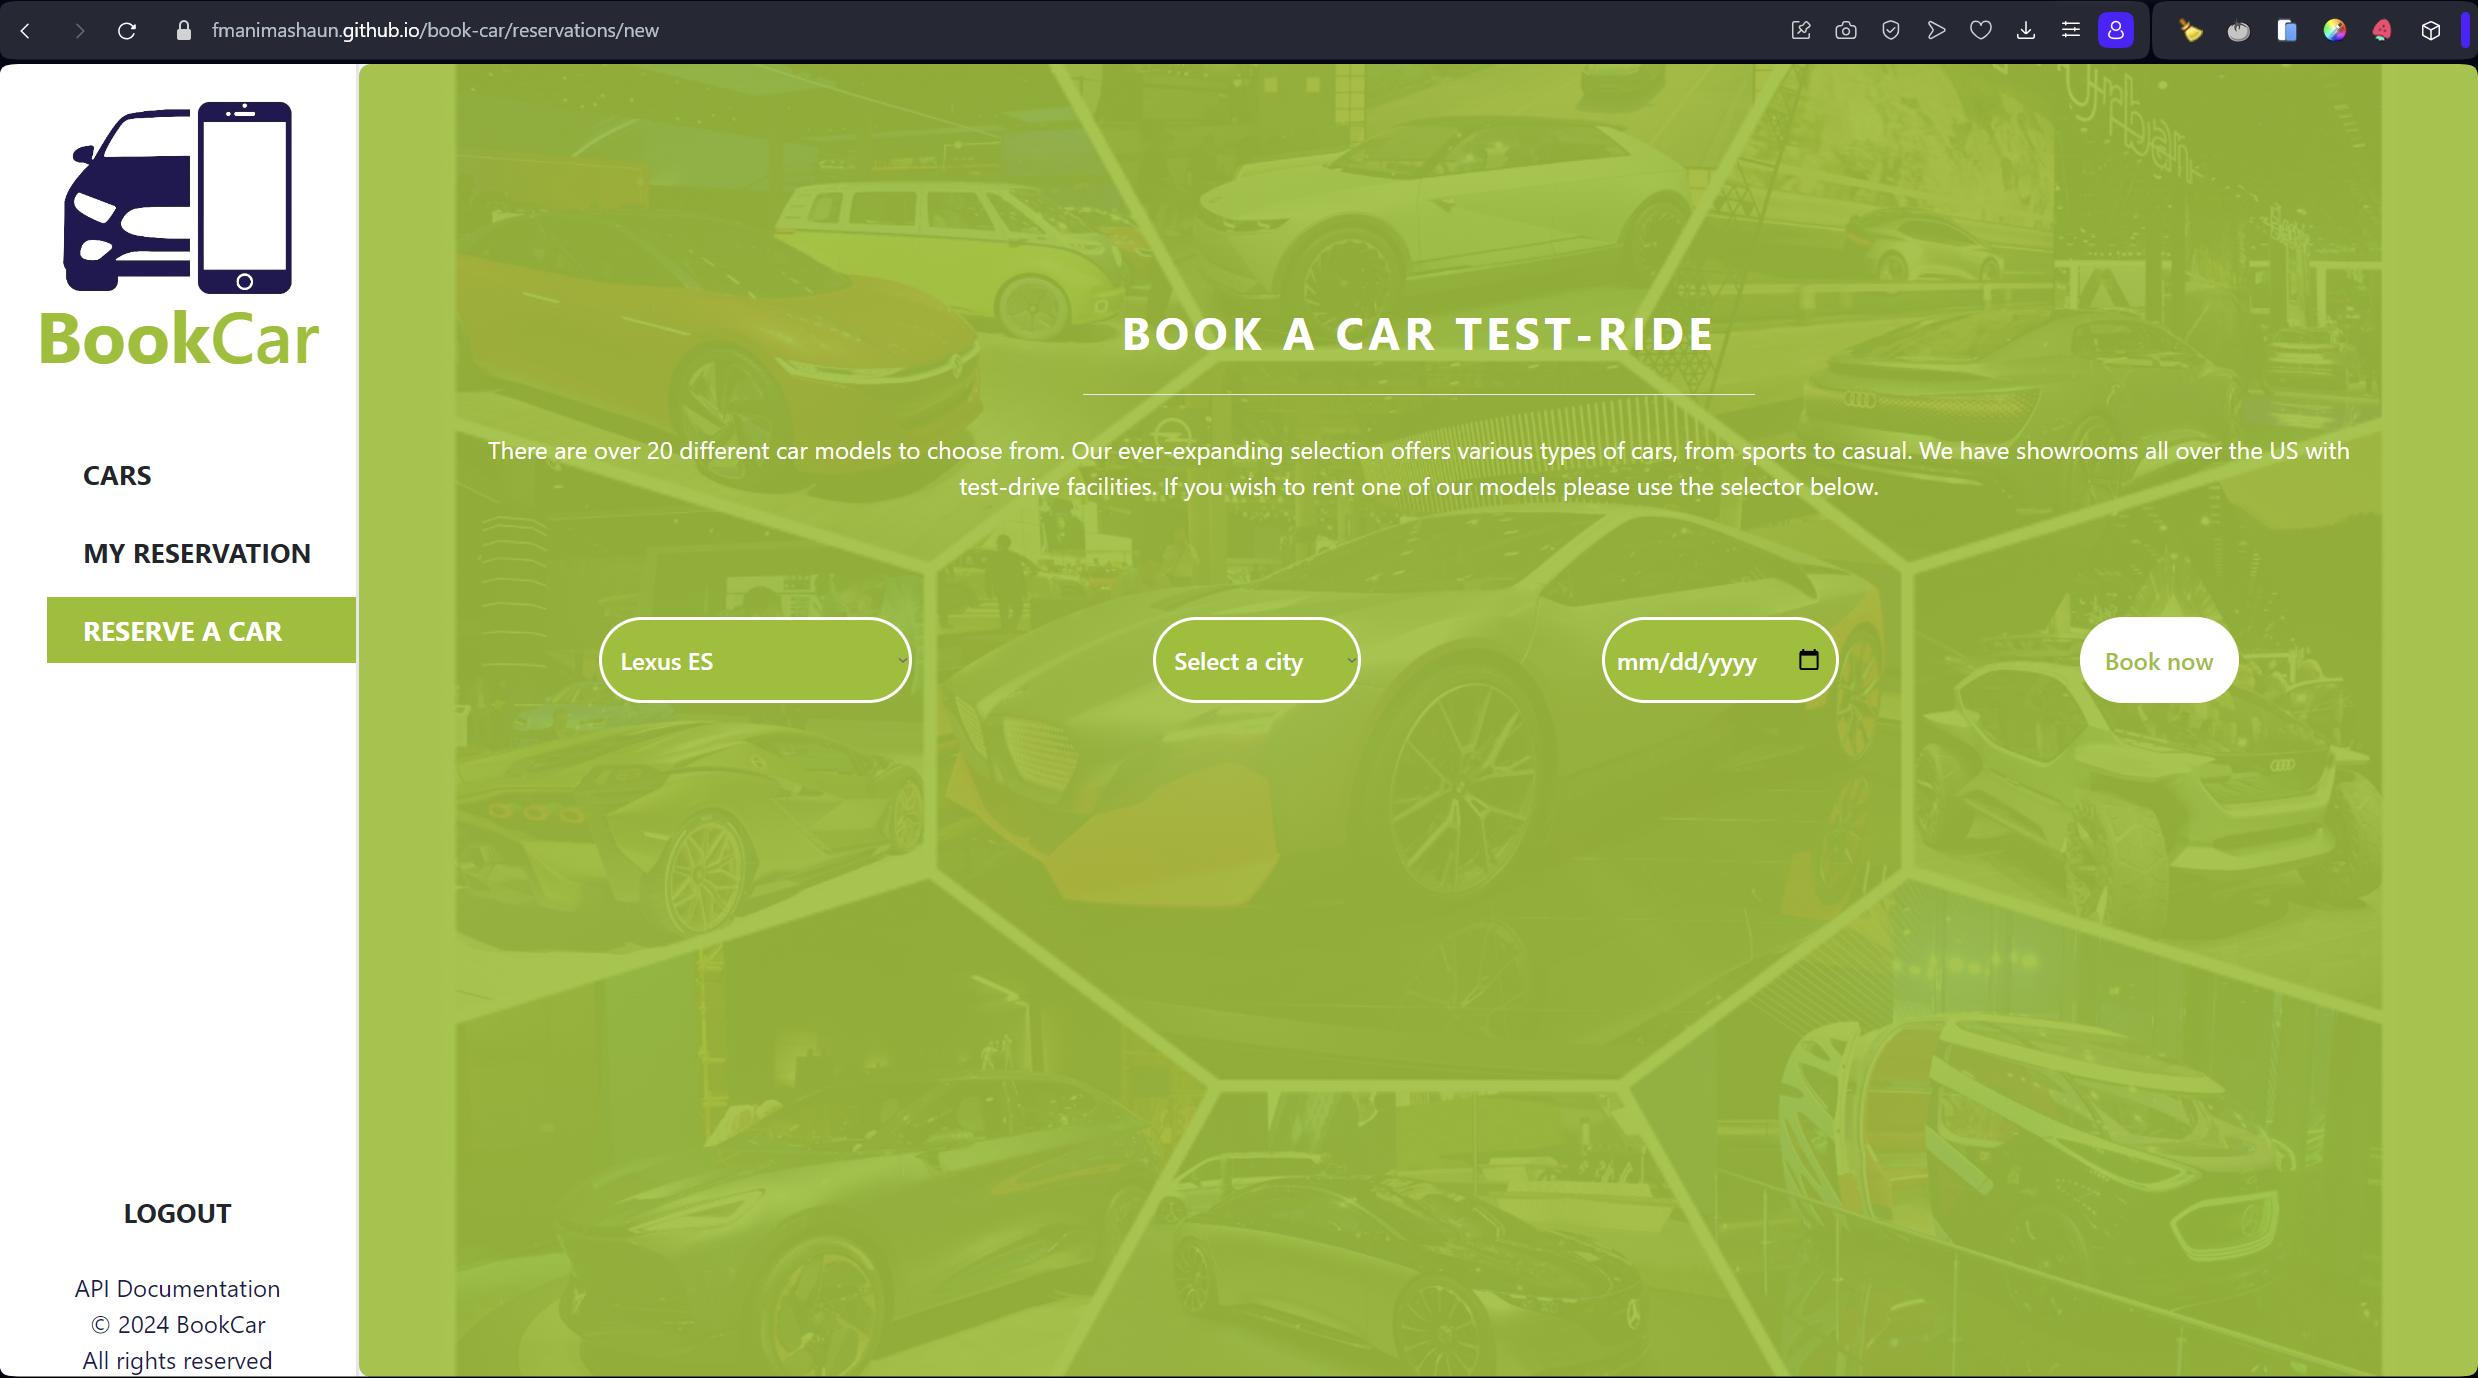 fmanimashaun.github.io/book-car/reservations/new
BookCar
CARS
MY RESERVATION
RESERVE A CAR
LOGOUT
API Documentation
© 2024 BookCar
All rights reserved
BOOK A CAR TEST-RIDE
There are over 20 different car models to choose from. Our ever-expanding selection offers various types of cars, from sports to casual. We have showrooms all over the US with
test-drive facilities. If you wish to rent one of our models please use the selector below.
Lexus ES
Select a city
mm/dd/yyyy
Book now